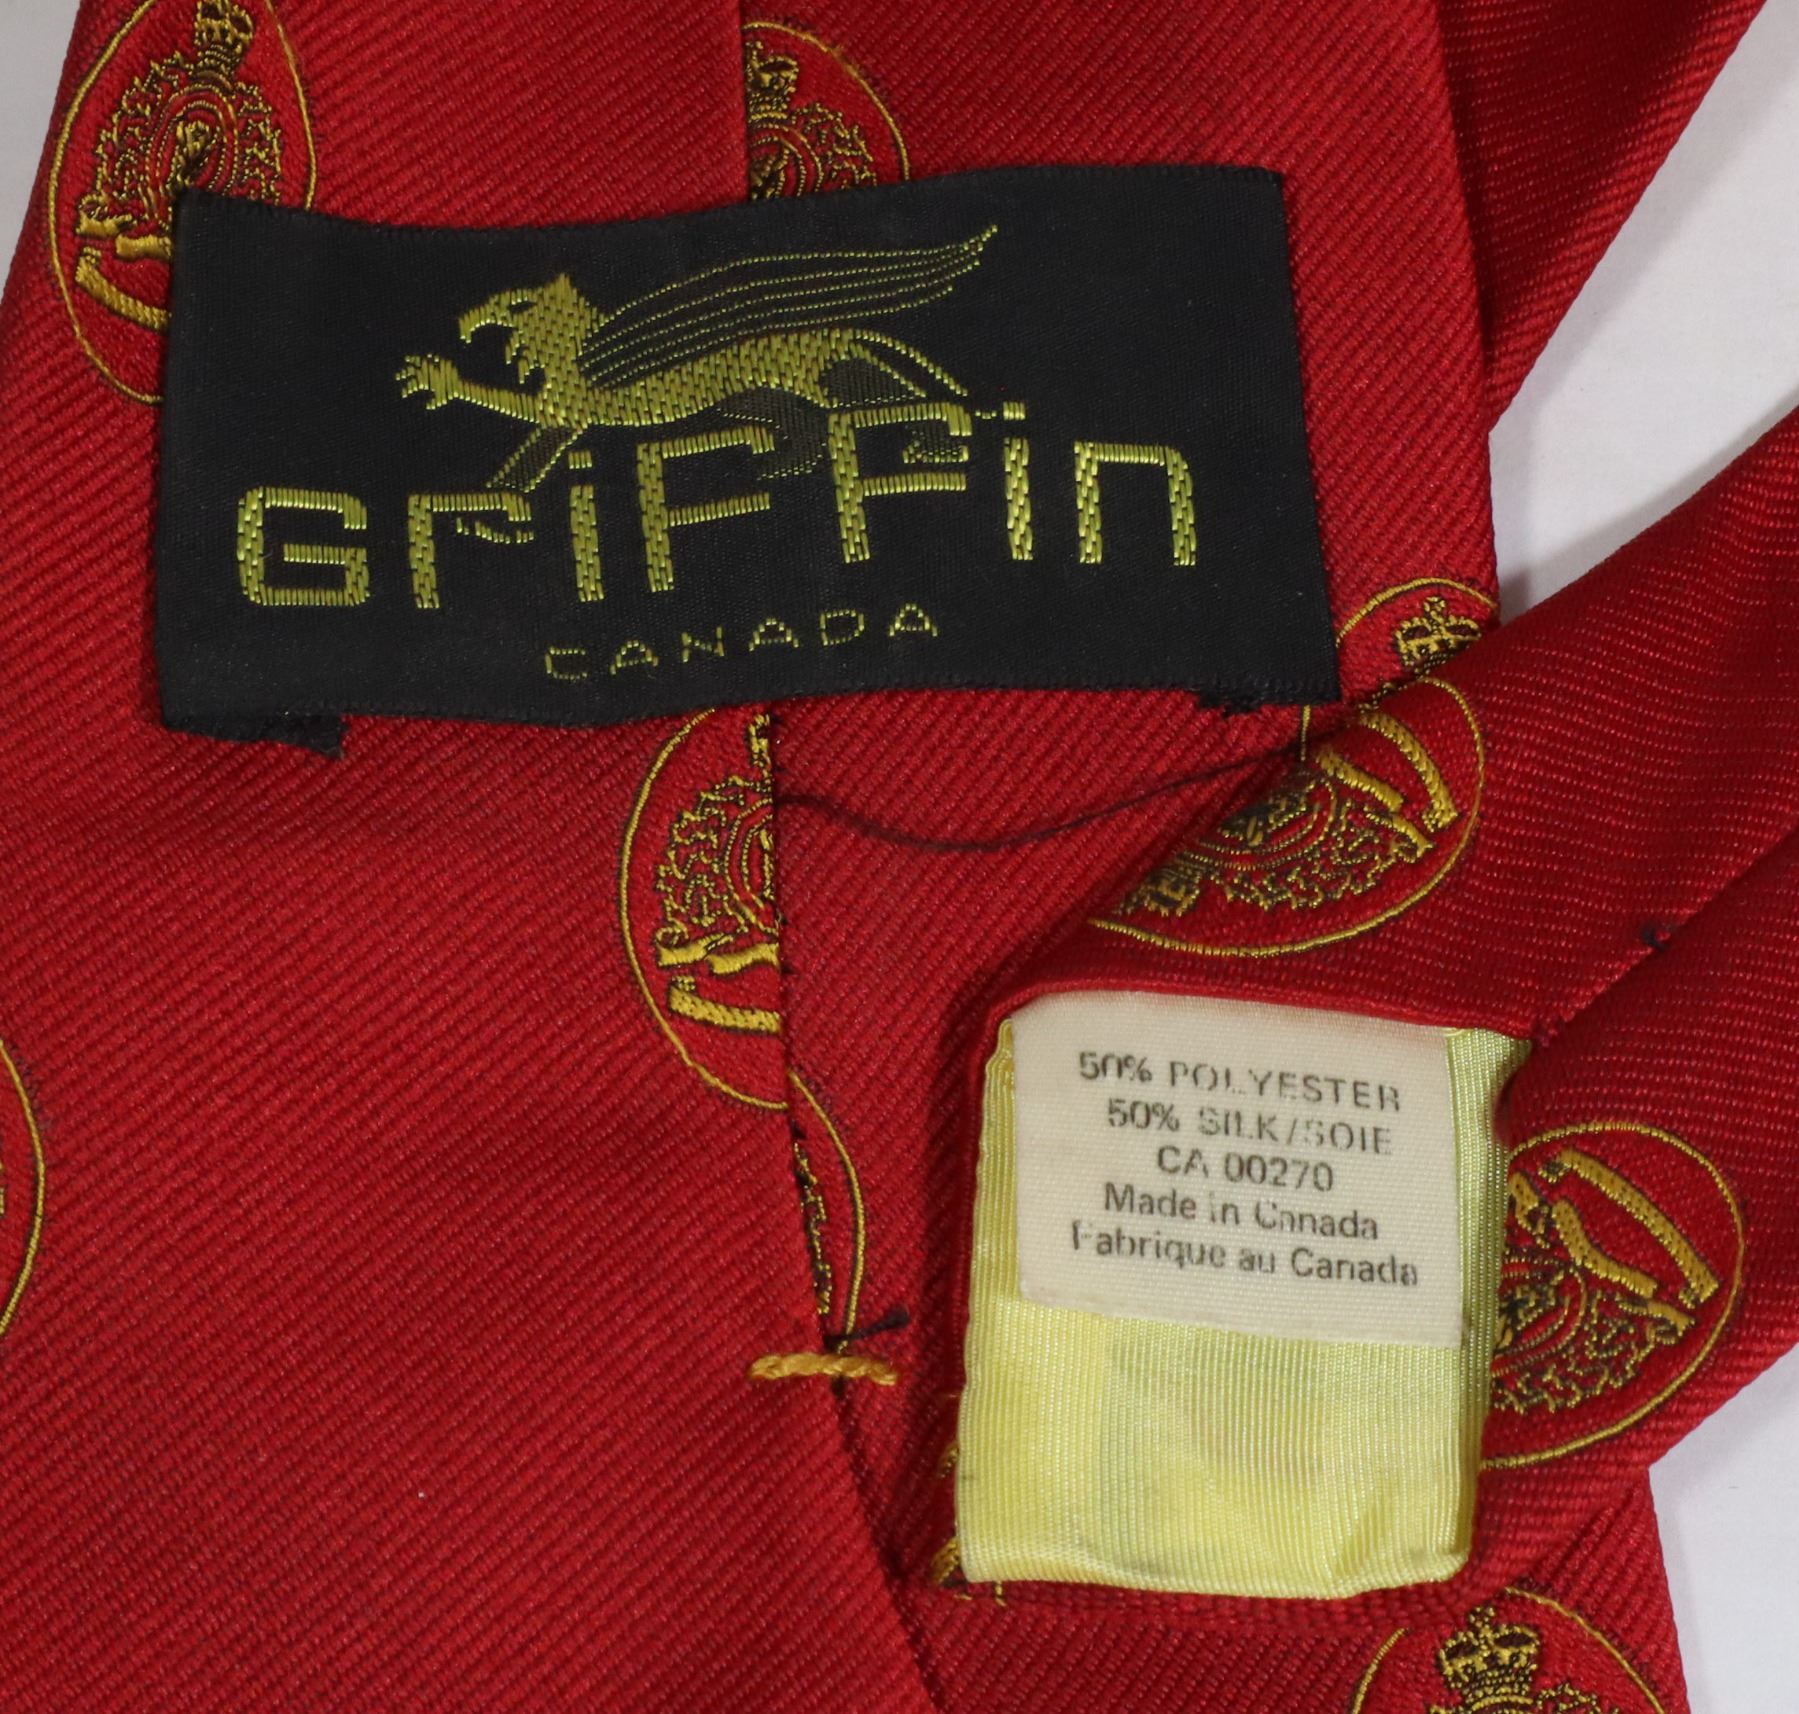 Griffin
CANADA
50% POLYESTER
50% SILK/SOIE
CA 00270
Made in Canada
Fabrique au Canada